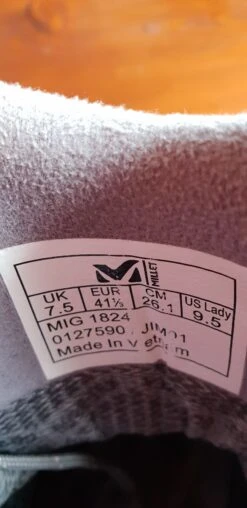 MILLET
UK EUR CM US Lady
7.5 41⅓ 26.1 9.5
MIG 1824
0127590 JIM01
Made in Vietnam